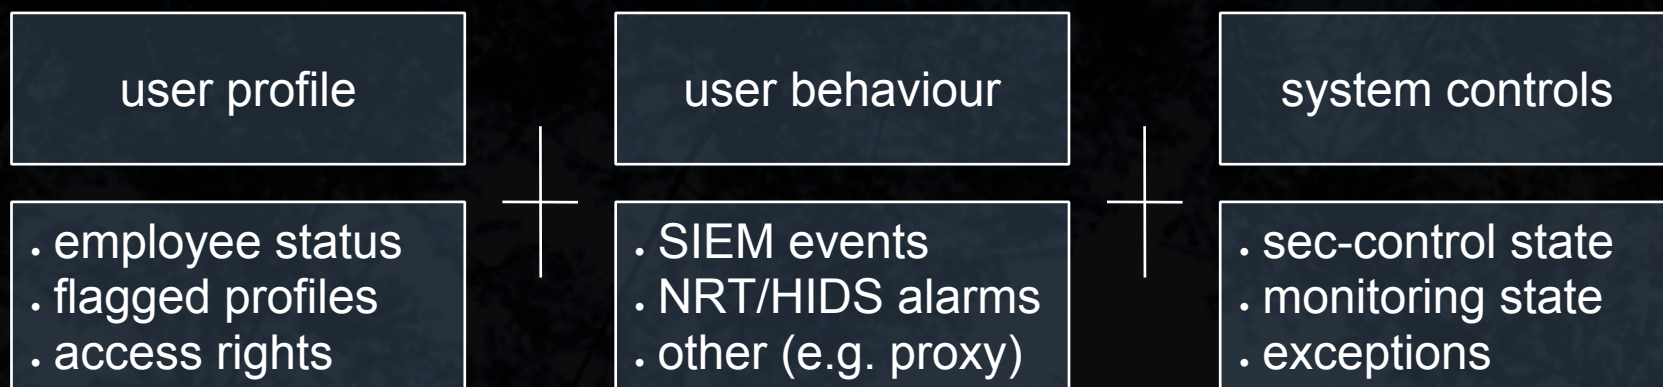 user profile
user behaviour
system controls
. employee status
. flagged profiles
. access rights
. SIEM events
. NRT/HIDS alarms
. other (e.g. proxy)
. sec-control state
. monitoring state
. exceptions